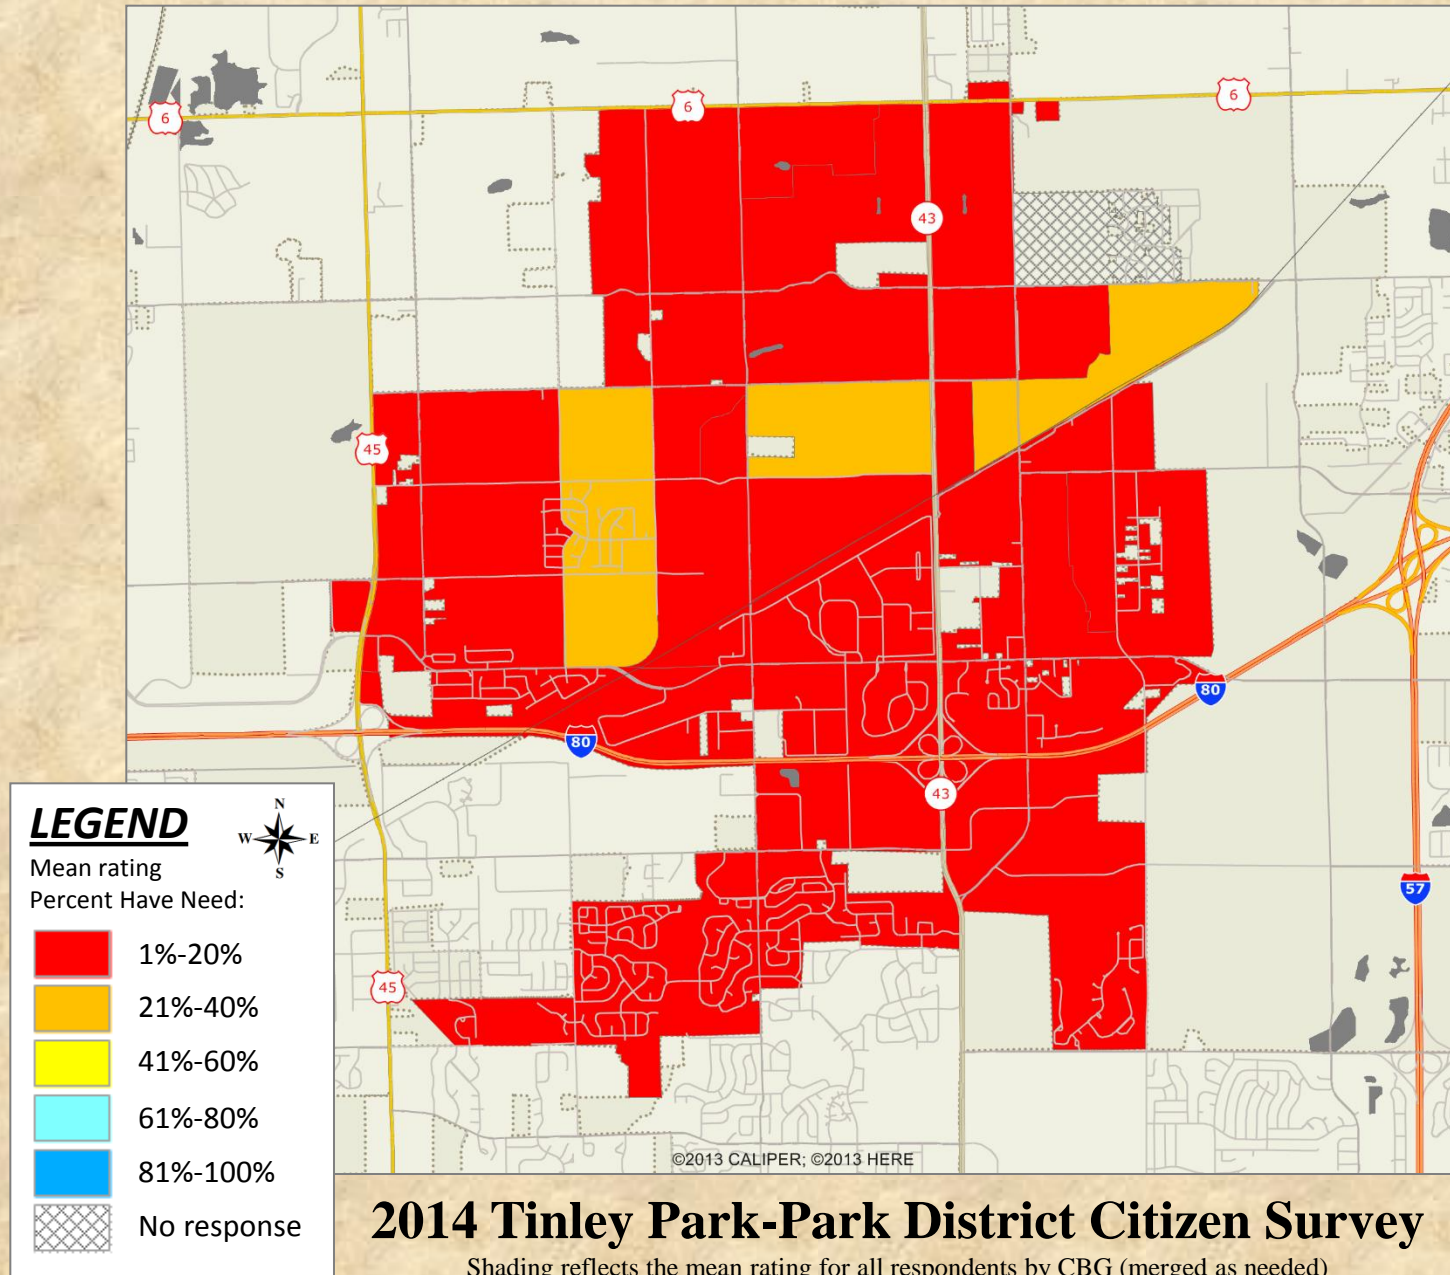 6
6
6
43
45
80
80
43
57
45
LEGEND
N
W E
S
Mean rating
Percent Have Need:
1%-20%
21%-40%
41%-60%
61%-80%
81%-100%
No response
©2013 CALIPER; ©2013 HERE
2014 Tinley Park-Park District Citizen Survey
Shading reflects the mean rating for all respondents by CBG (merged as needed)